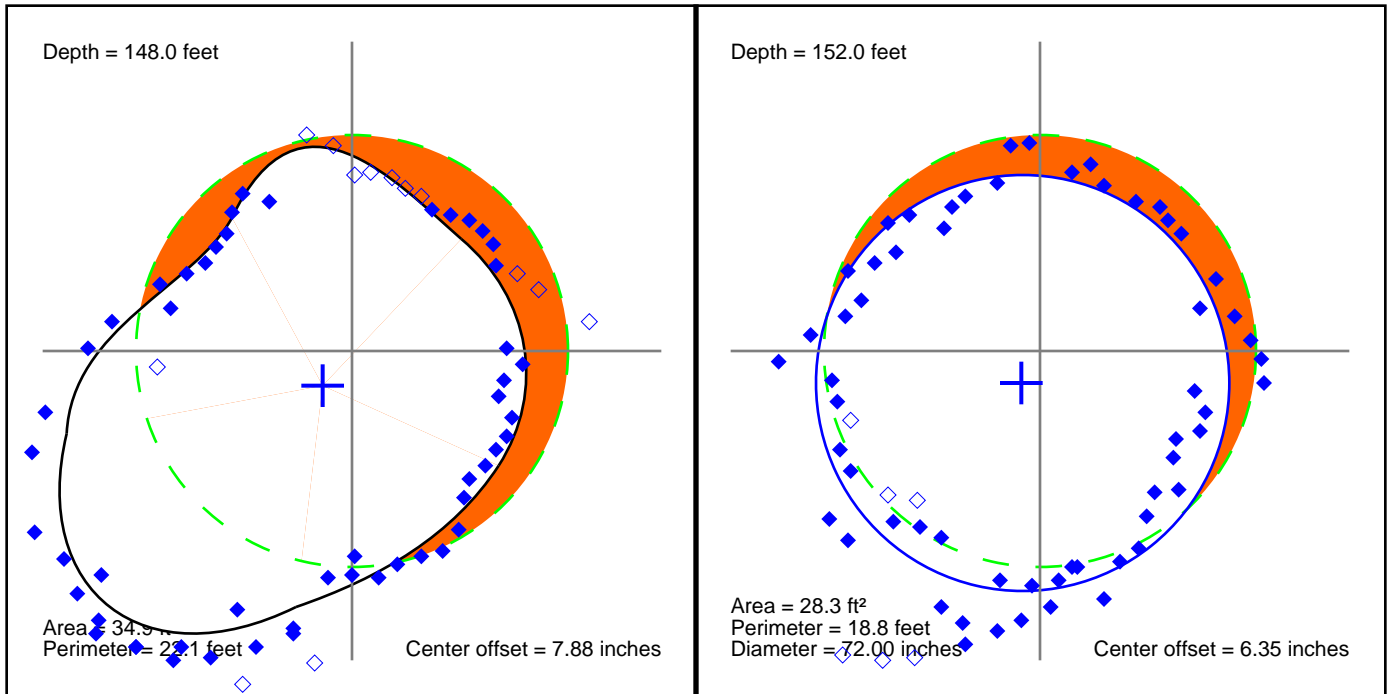 Depth = 148.0 feet
Area = 34.9 ft²
Perimeter = 22.1 feet
Center offset = 7.88 inches
Depth = 152.0 feet
Area = 28.3 ft²
Perimeter = 18.8 feet
Diameter = 72.00 inches
Center offset = 6.35 inches